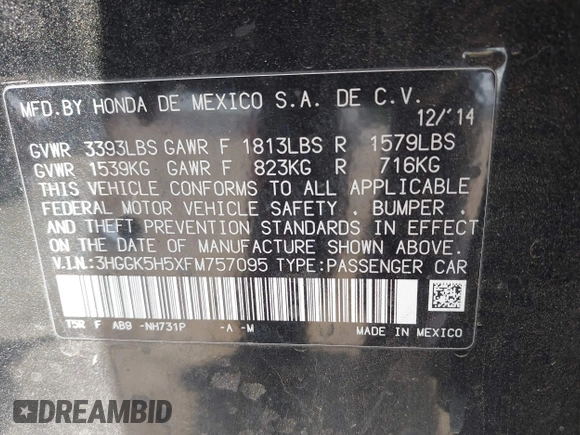 MFD.BY HONDA DE MEXICO S.A. DE C.V.
12/'14
GVWR 3393LBS GAWR F 1813LBS R 1579LBS
GVWR 1539KG GAWR F 823KG R 716KG
THIS VEHICLE CONFORMS TO ALL APPLICABLE
FEDERAL MOTOR VEHICLE SAFETY , BUMPER ,
AND THEFT PREVENTION STANDARDS IN EFFECT
ON THE DATE OF MANUFACTURE SHOWN ABOVE.
V.I.N:3HGGK5H5XFM757095 TYPE:PASSENGER CAR
T5R F AB9 -NH731P -A -M MADE IN MEXICO
DREAMBID